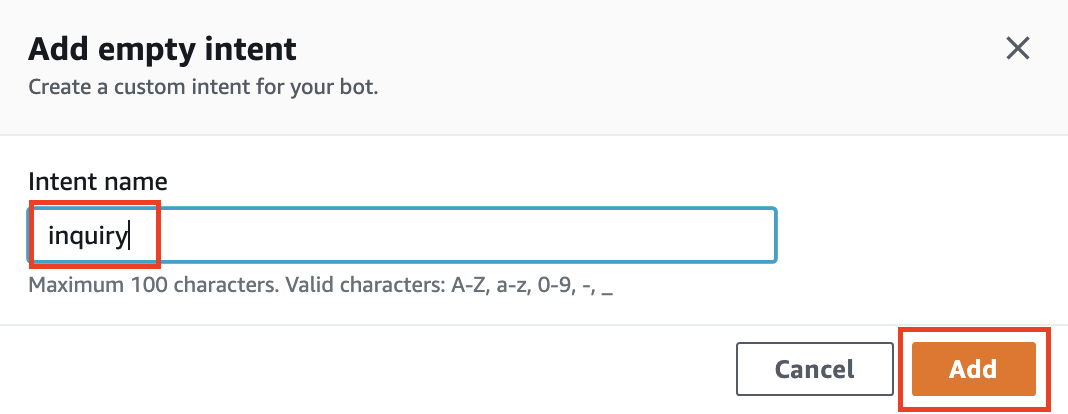 Add empty intent
Create a custom intent for your bot.
Intent name
inquiry
Maximum 100 characters. Valid characters: A-Z, a-z, 0-9, -, _
Cancel
Add